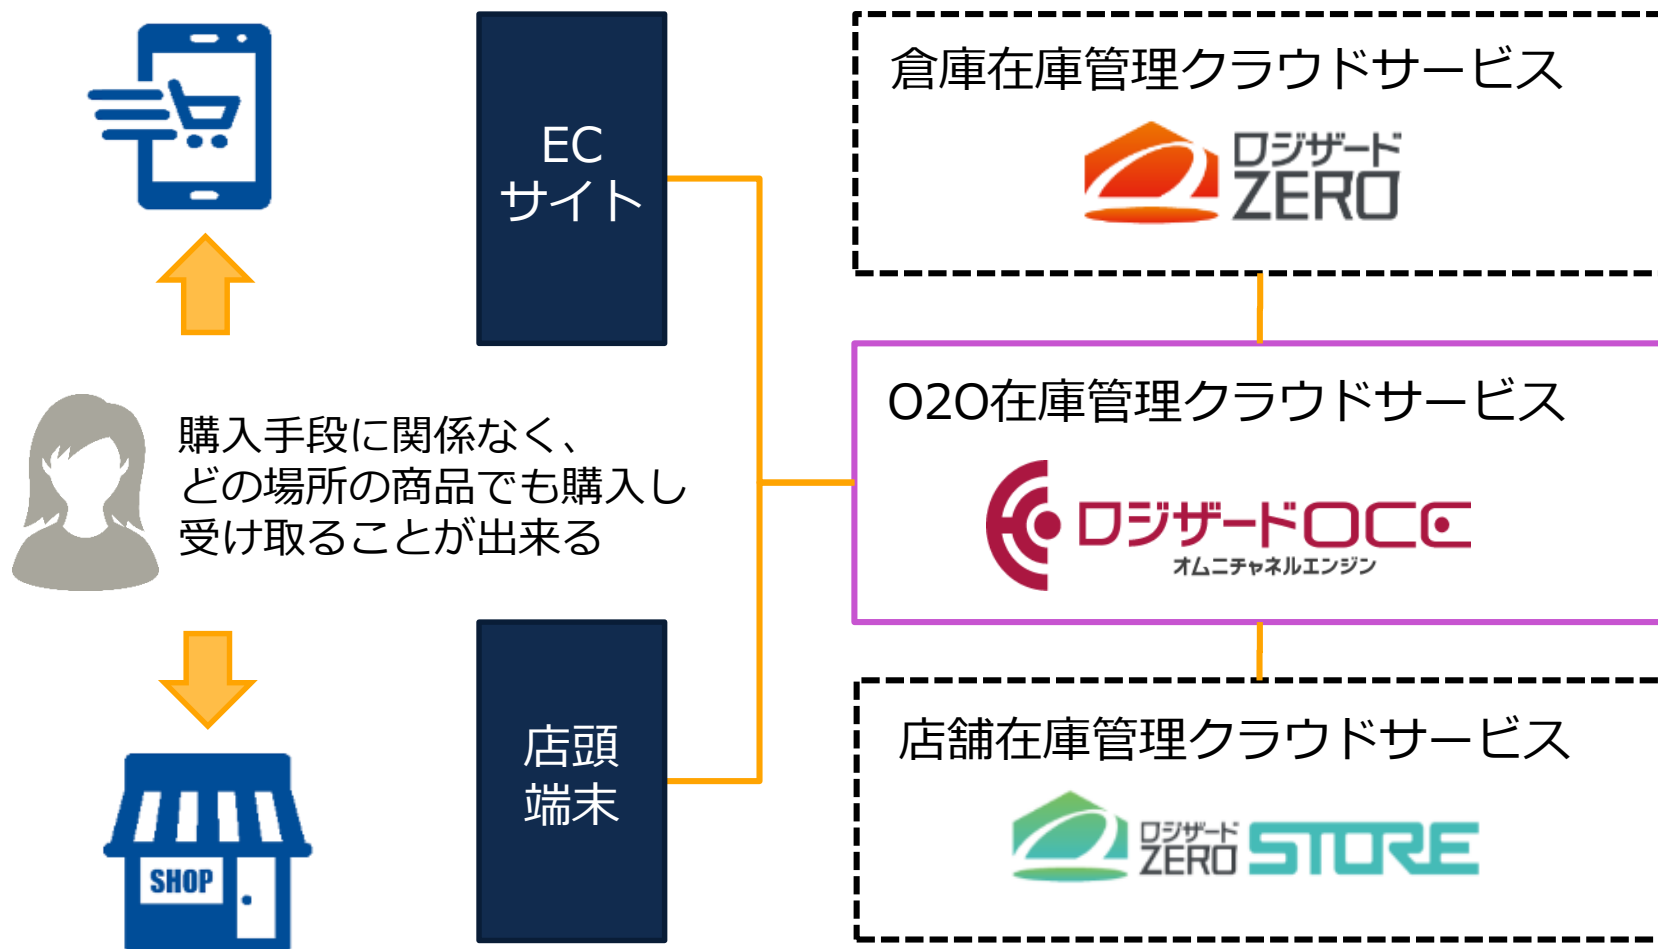 EC
サイト
購入手段に関係なく、
どの場所の商品でも購入し
受け取ることが出来る
店頭
端末
SHOP
倉庫在庫管理クラウドサービス
ロジザード
ZERO
O2O在庫管理クラウドサービス
ロジザードOCE
オムニチャネルエンジン
店舗在庫管理クラウドサービス
ロジザード
ZERO STORE